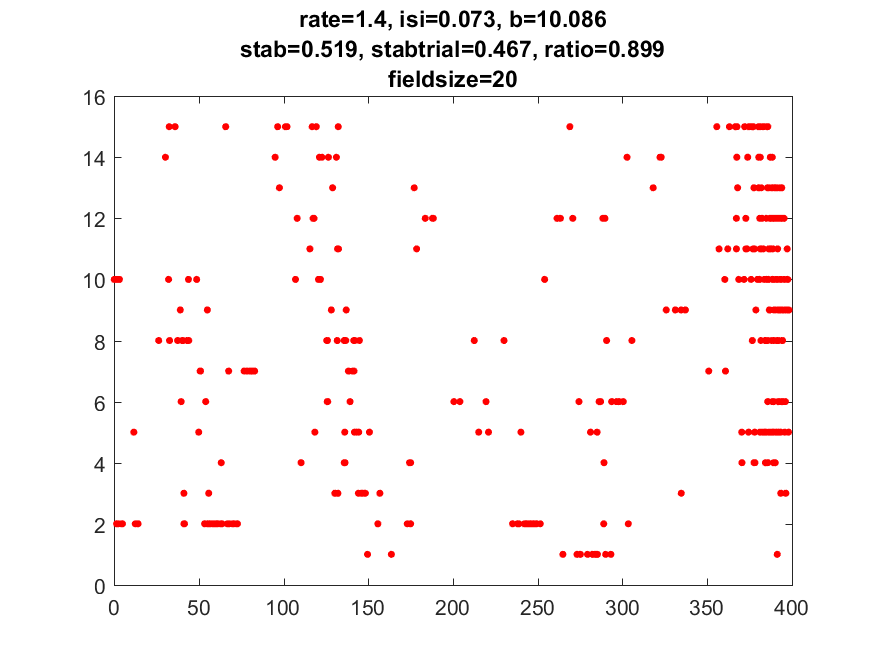 rate=1.4, isi=0.073, b=10.086
stab=0.519, stabtrial=0.467, ratio=0.899
fieldsize=20
16
14
12
10
8
6
4
2
0
0 50 100 150 200 250 300 350 400